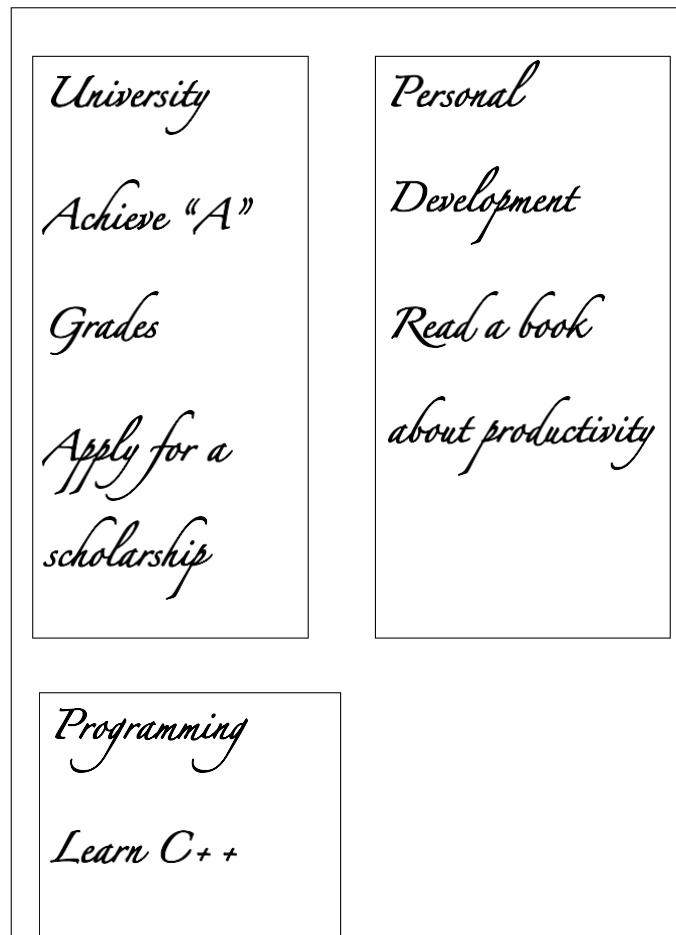 University
Achieve “A”
Grades
Apply for a
scholarship
Personal
Development
Read a book
about productivity
Programming
Learn C++